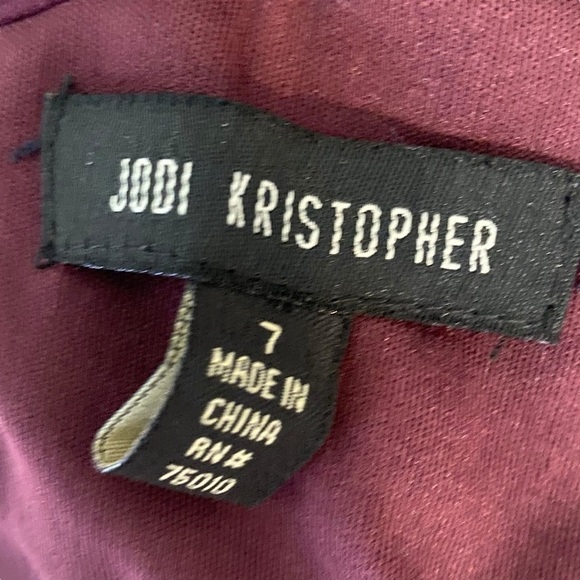 JODI KRISTOPHER
7
MADE IN
CHINA
RN#
75010